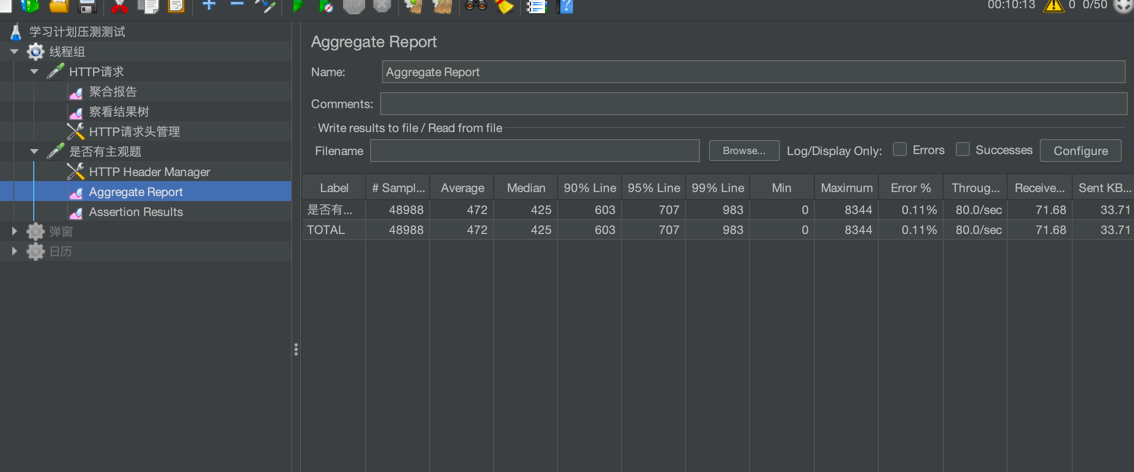 00:10:13 0 0/50
学习计划压测测试
线程组
HTTP请求
聚合报告
察看结果树
HTTP请求头管理
是否有主观题
HTTP Header Manager
Aggregate Report
Assertion Results
弹窗
日历
Aggregate Report
Name: Aggregate Report
Comments:
Write results to file / Read from file
Filename Browse... Log/Display Only: Errors Successes Configure
Label # Sampl... Average Median 90% Line 95% Line 99% Line Min Maximum Error % Throug... Receive... Sent KB...
是否有... 48988 472 425 603 707 983 0 8344 0.11% 80.0/sec 71.68 33.71
TOTAL 48988 472 425 603 707 983 0 8344 0.11% 80.0/sec 71.68 33.71